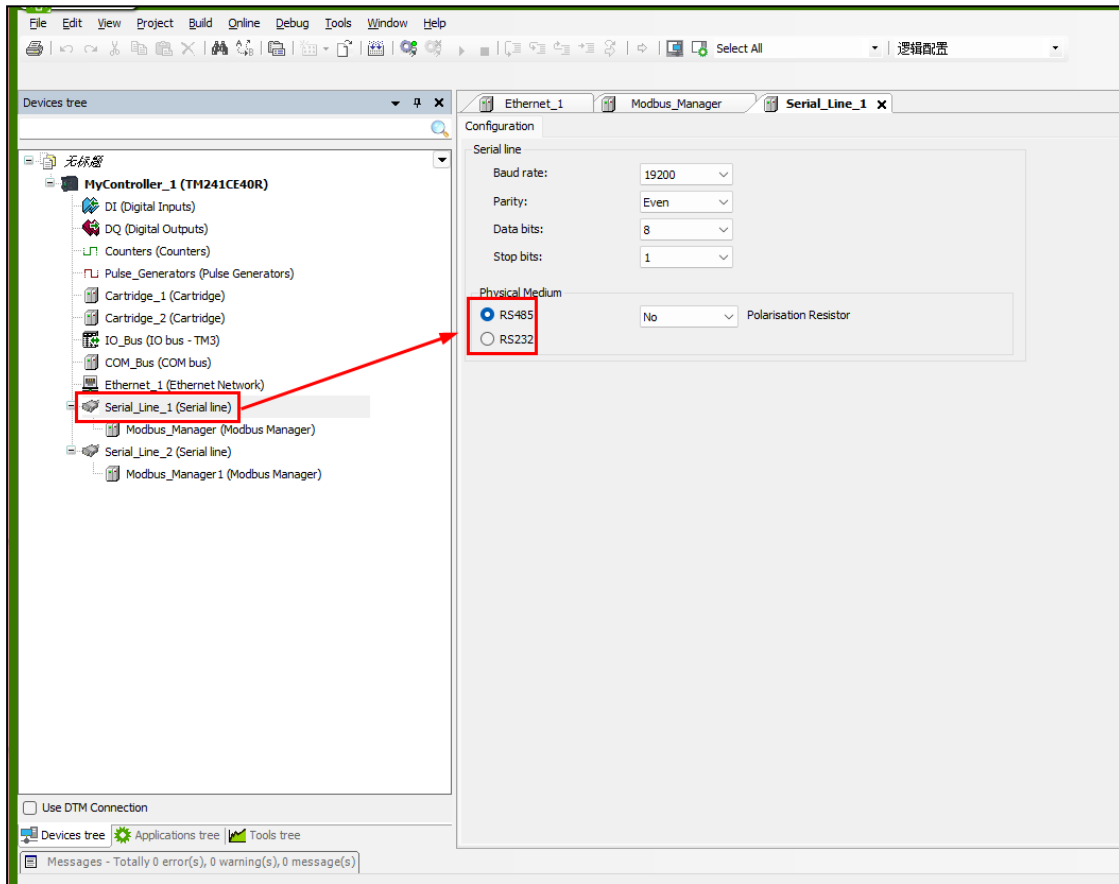 File Edit View Project Build Online Debug Tools Window Help
Select All 逻辑配置
Devices tree
Ethernet_1 Modbus_Manager Serial_Line_1
Configuration
无标题
MyController_1 (TM241CE40R)
DI (Digital Inputs)
DQ (Digital Outputs)
Counters (Counters)
Pulse_Generators (Pulse Generators)
Cartridge_1 (Cartridge)
Cartridge_2 (Cartridge)
IO_Bus (IO bus - TM3)
COM_Bus (COM bus)
Ethernet_1 (Ethernet Network)
Serial_Line_1 (Serial line)
Modbus_Manager (Modbus Manager)
Serial_Line_2 (Serial line)
Modbus_Manager1 (Modbus Manager)
Serial line
Baud rate: 19200
Parity: Even
Data bits: 8
Stop bits: 1
Physical Medium
RS485 No Polarisation Resistor
RS232
Use DTM Connection
Devices tree Applications tree Tools tree
Messages - Totally 0 error(s), 0 warning(s), 0 message(s)